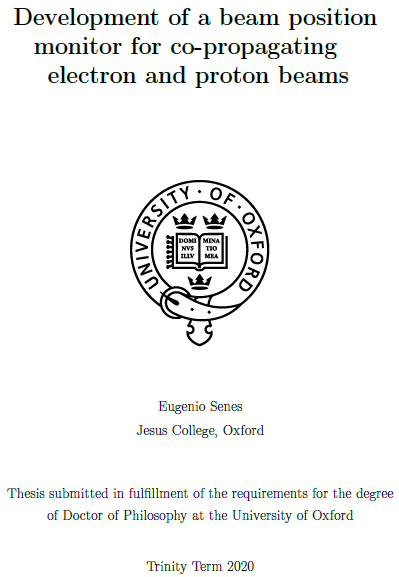 Development of a beam position
monitor for co-propagating
electron and proton beams
UNIVERSITY · OF · OXFORD
DOMI MINA
NVS TIO
ILLV MEA
Eugenio Senes
Jesus College, Oxford
Thesis submitted in fulfillment of the requirements for the degree
of Doctor of Philosophy at the University of Oxford
Trinity Term 2020